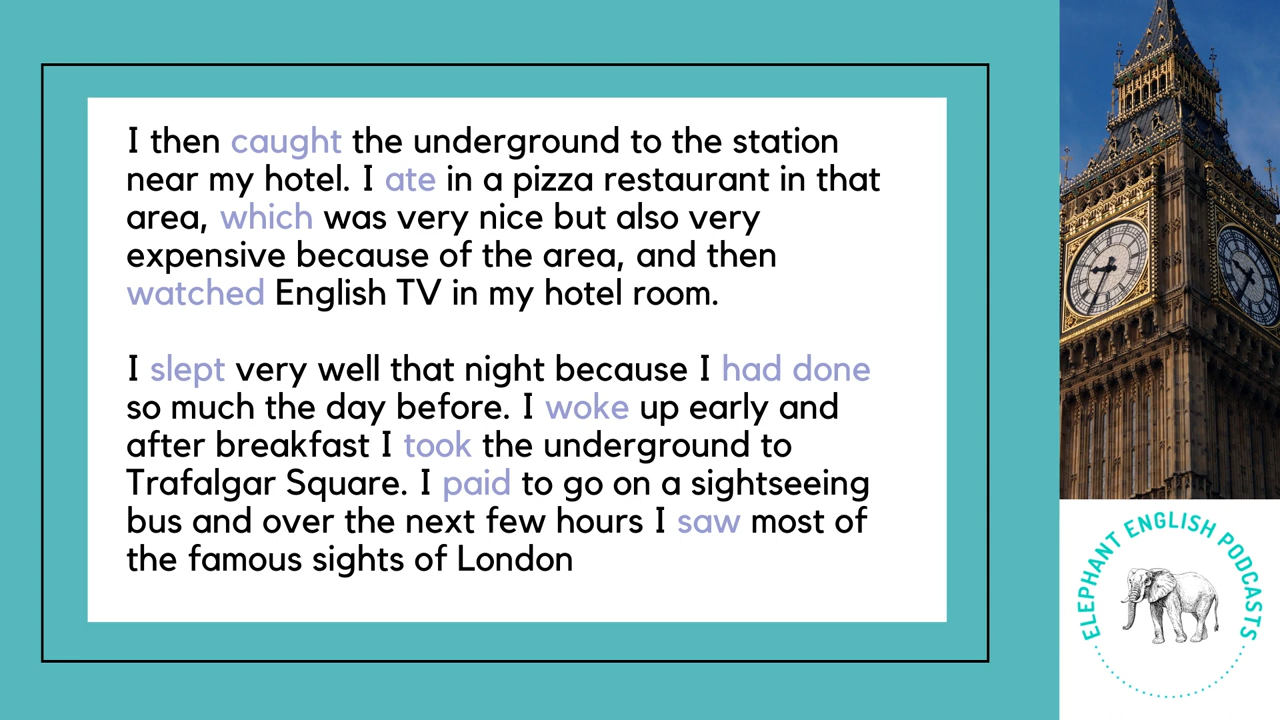 I then caught the underground to the station
near my hotel. I ate in a pizza restaurant in that
area, which was very nice but also very
expensive because of the area, and then
watched English TV in my hotel room.
I slept very well that night because I had done
so much the day before. I woke up early and
after breakfast I took the underground to
Trafalgar Square. I paid to go on a sightseeing
bus and over the next few hours I saw most of
the famous sights of London
ELEPHANT ENGLISH PODCASTS